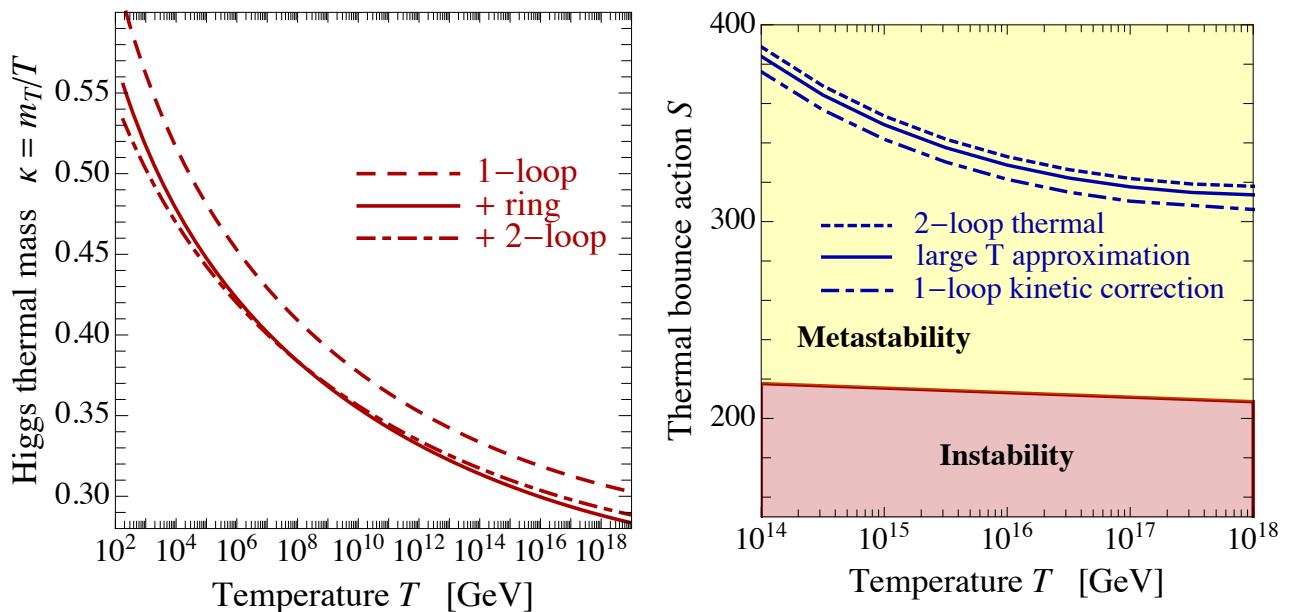 Higgs thermal mass κ = m_T/T
0.55
0.50
0.45
0.40
0.35
0.30
1−loop
+ ring
+ 2−loop
10^2 10^4 10^6 10^8 10^10 10^12 10^14 10^16 10^18
Temperature T [GeV]
Thermal bounce action S
400
300
200
2−loop thermal
large T approximation
1−loop kinetic correction
Metastability
Instability
10^14 10^15 10^16 10^17 10^18
Temperature T [GeV]